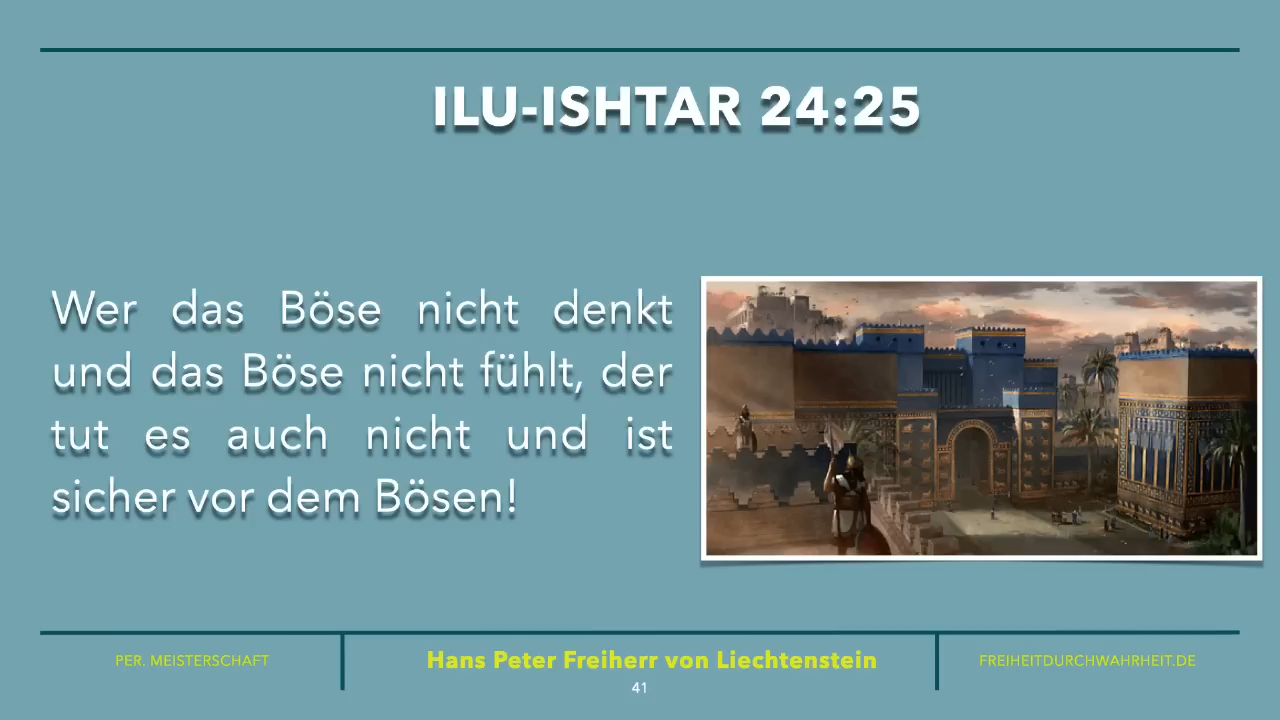 ILU-ISHTAR 24:25
Wer das Böse nicht denkt
und das Böse nicht fühlt, der
tut es auch nicht und ist
sicher vor dem Bösen!
PER. MEISTERSCHAFT
Hans Peter Freiherr von Liechtenstein
FREIHEITDURCHWAHRHEIT.DE
41